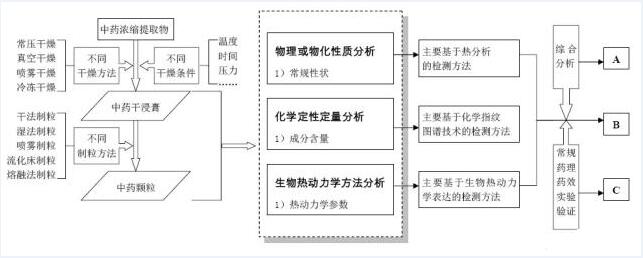 中药浓缩提取物
常压干燥
真空干燥
喷雾干燥
冷冻干燥
不同
干燥方法
不同
干燥条件
温度
时间
压力
...
中药干浸膏
干法制粒
湿法制粒
喷雾制粒
流化床制粒
熔融法制粒
不同
制粒方法
中药颗粒
物理或物化性质分析
1）常规性状
化学定性定量分析
1）成分含量
生物热动力学方法分析
1）热动力学参数
主要基于热分析
的检测方法
主要基于化学指纹
图谱技术的检测方法
主要基于生物热动力
学表达的检测方法
综合
分析
常规
药理
药效
实验
验证
A
B
C